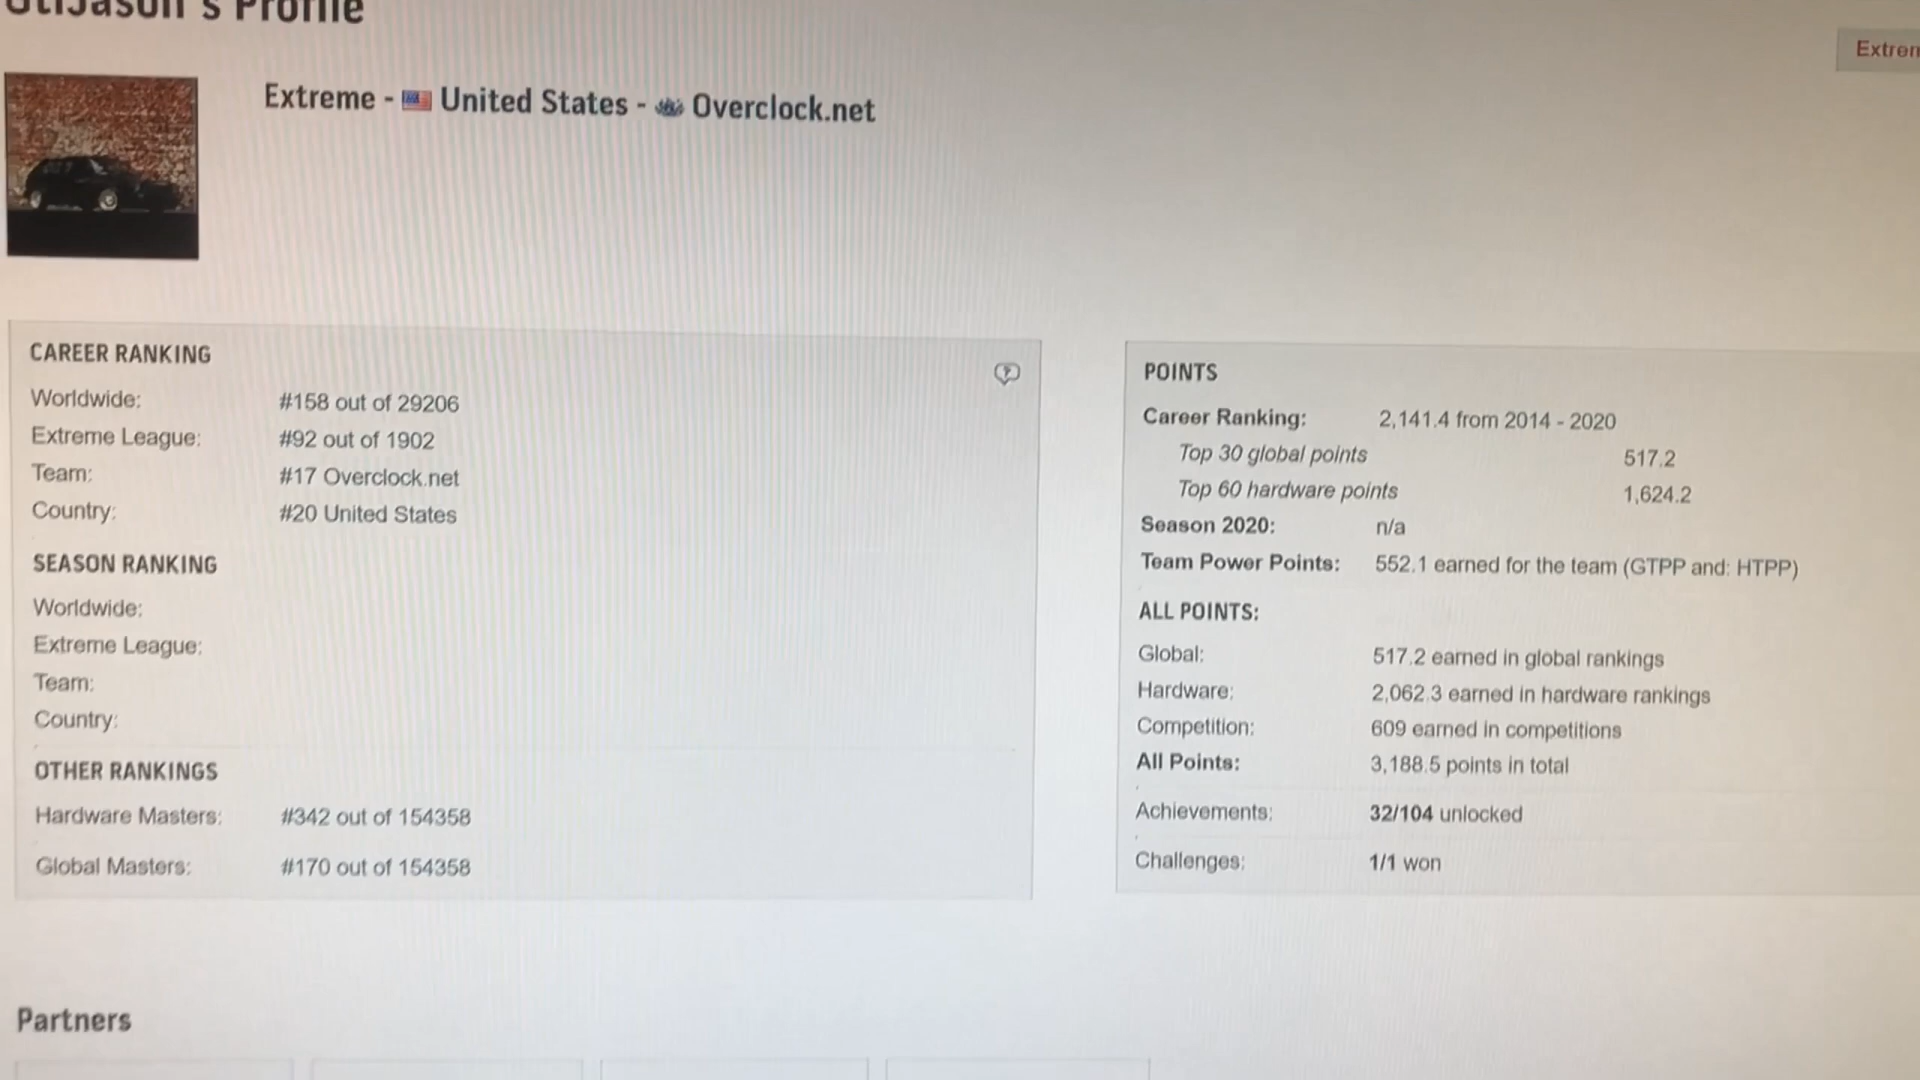 GtiJason's Profile
Extreme - United States - Overclock.net
CAREER RANKING
Worldwide: #158 out of 29206
Extreme League: #92 out of 1902
Team: #17 Overclock.net
Country: #20 United States
SEASON RANKING
Worldwide:
Extreme League:
Team:
Country:
OTHER RANKINGS
Hardware Masters: #342 out of 154358
Global Masters: #170 out of 154358
POINTS
Career Ranking: 2,141.4 from 2014 - 2020
Top 30 global points 517.2
Top 60 hardware points 1,624.2
Season 2020: n/a
Team Power Points: 552.1 earned for the team (GTPP and: HTPP)
ALL POINTS:
Global: 517.2 earned in global rankings
Hardware: 2,062.3 earned in hardware rankings
Competition: 609 earned in competitions
All Points: 3,188.5 points in total
Achievements: 32/104 unlocked
Challenges: 1/1 won
Partners